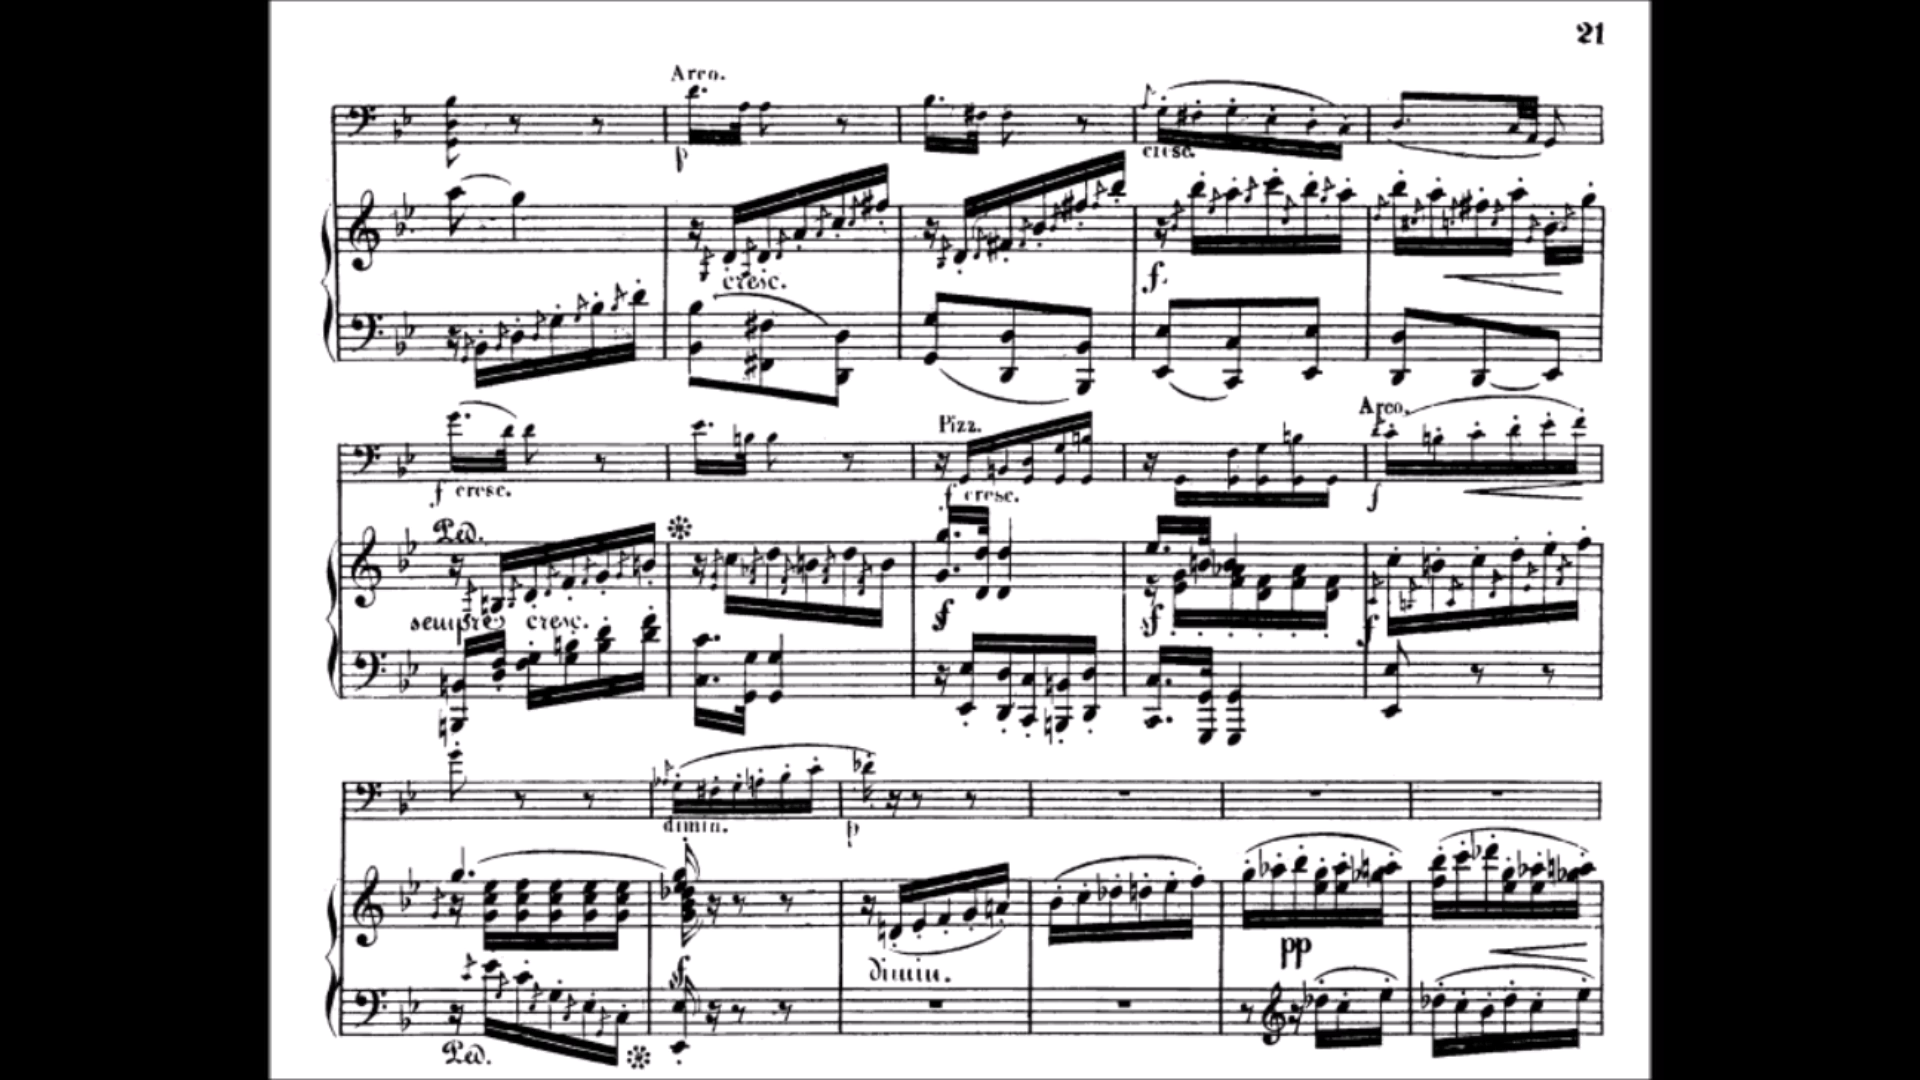 21
Arco.
p
cresc.
cresc.
f.
Arco.
Pizz.
f cresc.
f cresc.
f
Ped.
sempre cresc.
f
f
f
dimin.
p
dimin.
pp
f
Ped.